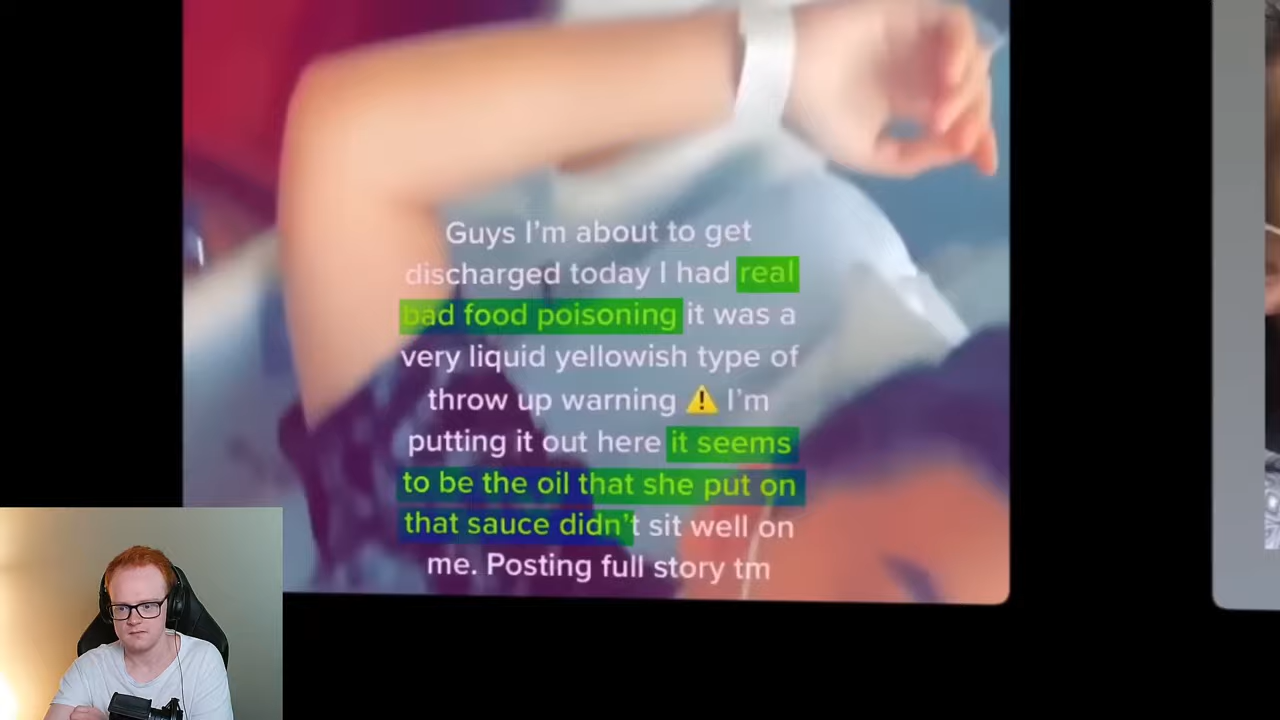 Guys I'm about to get
discharged today I had real
bad food poisoning it was a
very liquid yellowish type of
throw up warning ⚠️ I'm
putting it out here it seems
to be the oil that she put on
that sauce didn't sit well on
me. Posting full story tm